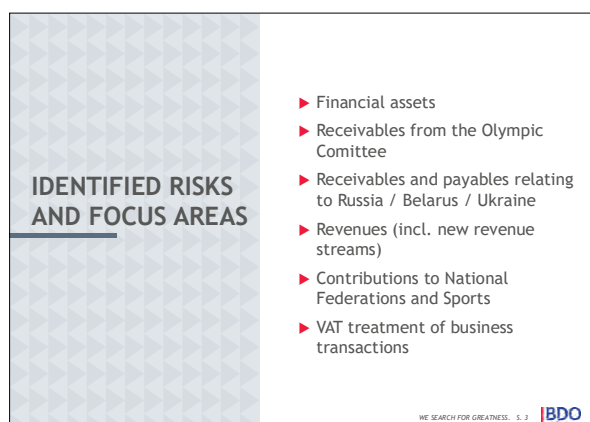 IDENTIFIED RISKS
AND FOCUS AREAS
▶ Financial assets
▶ Receivables from the Olympic
Comittee
▶ Receivables and payables relating
to Russia / Belarus / Ukraine
▶ Revenues (incl. new revenue
streams)
▶ Contributions to National
Federations and Sports
▶ VAT treatment of business
transactions
WE SEARCH FOR GREATNESS. S. 3
BDO